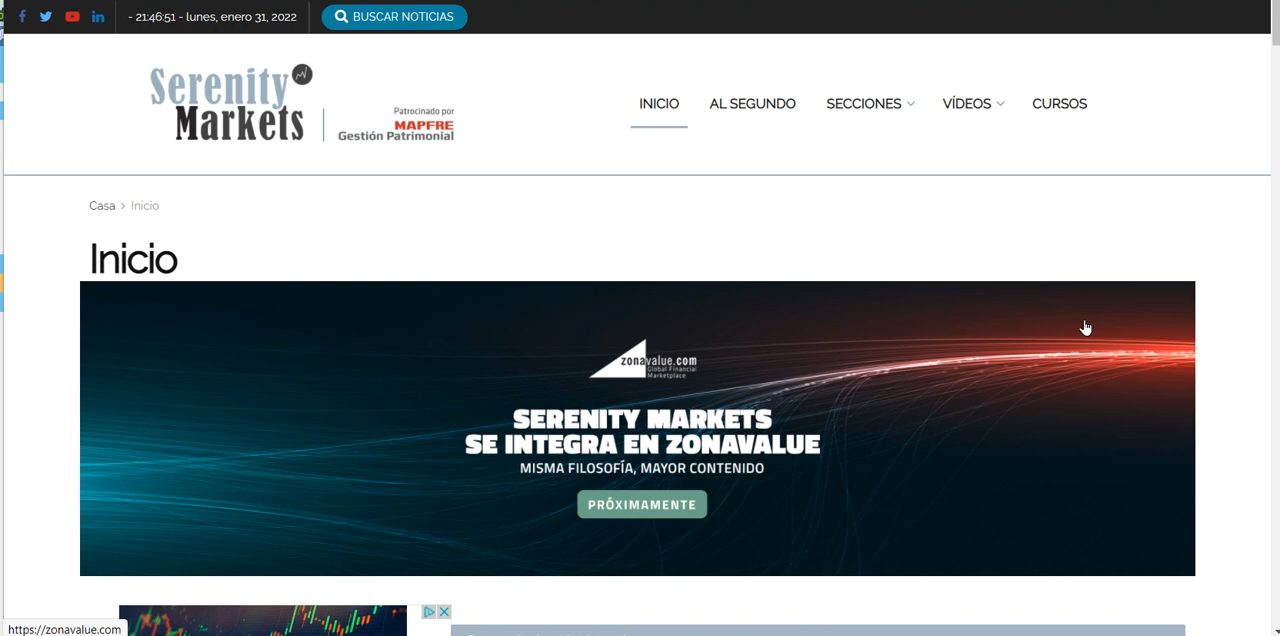 - 21:46:51 - lunes, enero 31, 2022
BUSCAR NOTICIAS
Serenity
Markets
Patrocinado por
MAPFRE
Gestión Patrimonial
INICIO
AL SEGUNDO
SECCIONES
VÍDEOS
CURSOS
Casa > Inicio
Inicio
zonavalue.com
Global Financial
Marketplace
SERENITY MARKETS
SE INTEGRA EN ZONAVALUE
MISMA FILOSOFÍA, MAYOR CONTENIDO
PRÓXIMAMENTE
https://zonavalue.com